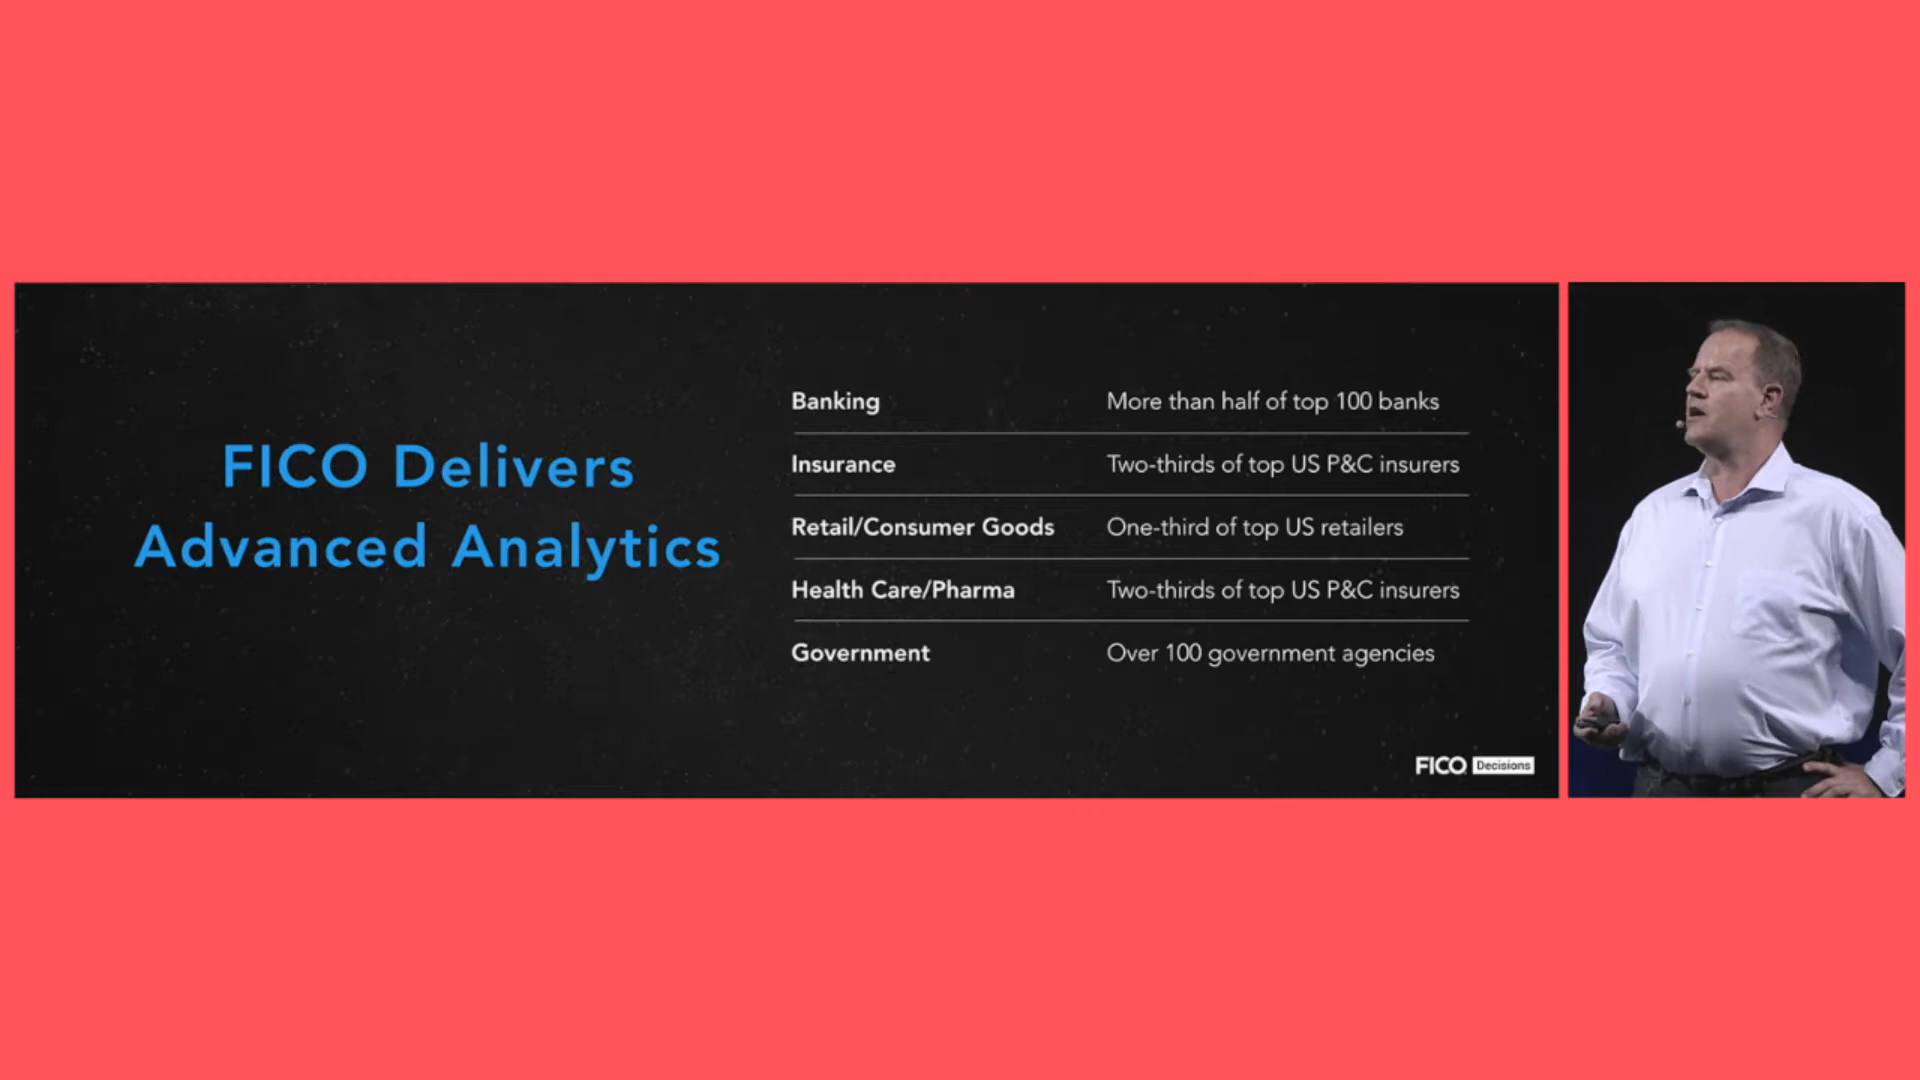 FICO Delivers
Advanced Analytics
Banking More than half of top 100 banks
Insurance Two-thirds of top US P&C insurers
Retail/Consumer Goods One-third of top US retailers
Health Care/Pharma Two-thirds of top US P&C insurers
Government Over 100 government agencies
FICO Decisions